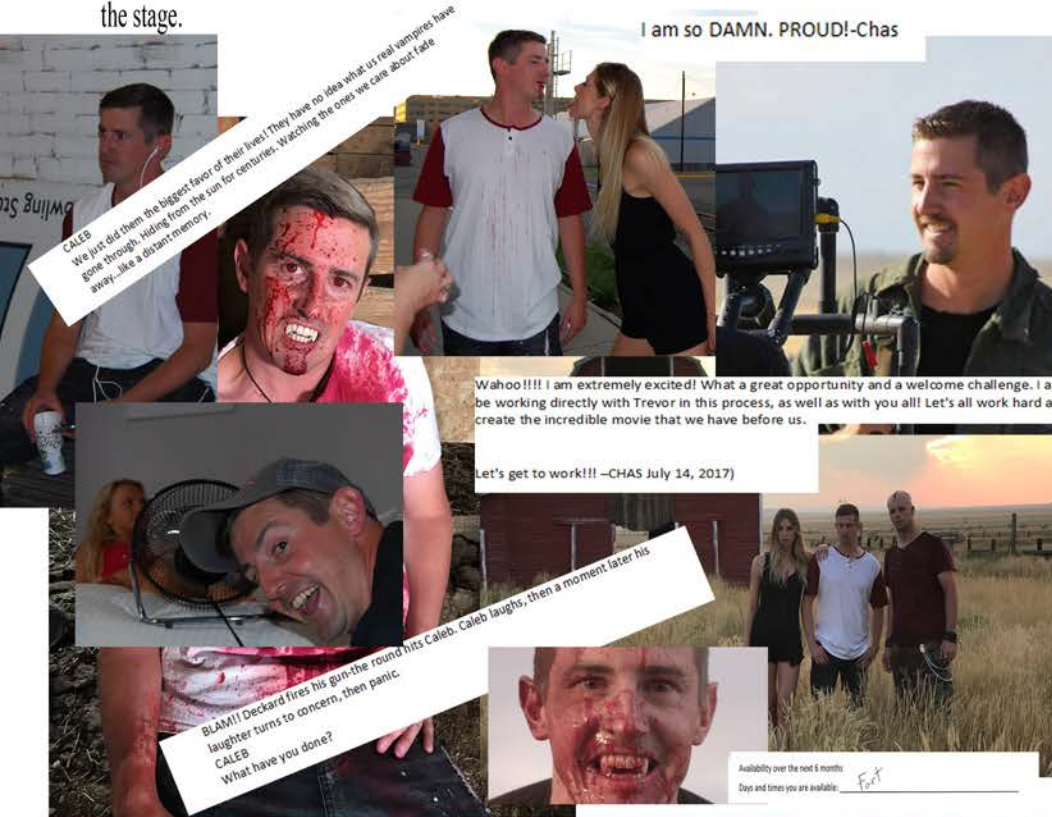 the stage.
I am so DAMN. PROUD!-Chas
CALEB
We just did them the biggest favor of their lives! They have no idea what us real vampires have
gone through. Hiding from the sun for centuries. Watching the ones we care about fade
away...like a distant memory.
owling Stu
Wahoo!!!! I am extremely excited! What a great opportunity and a welcome challenge. I a
be working directly with Trevor in this process, as well as with you all! Let's all work hard a
create the incredible movie that we have before us.
Let's get to work!!! –CHAS July 14, 2017)
BLAM!! Deckard fires his gun-the round hits Caleb. Caleb laughs, then a moment later his
laughter turns to concern, then panic.
CALEB
What have you done?
Availability over the next 6 months
Days and times you are available: Fart